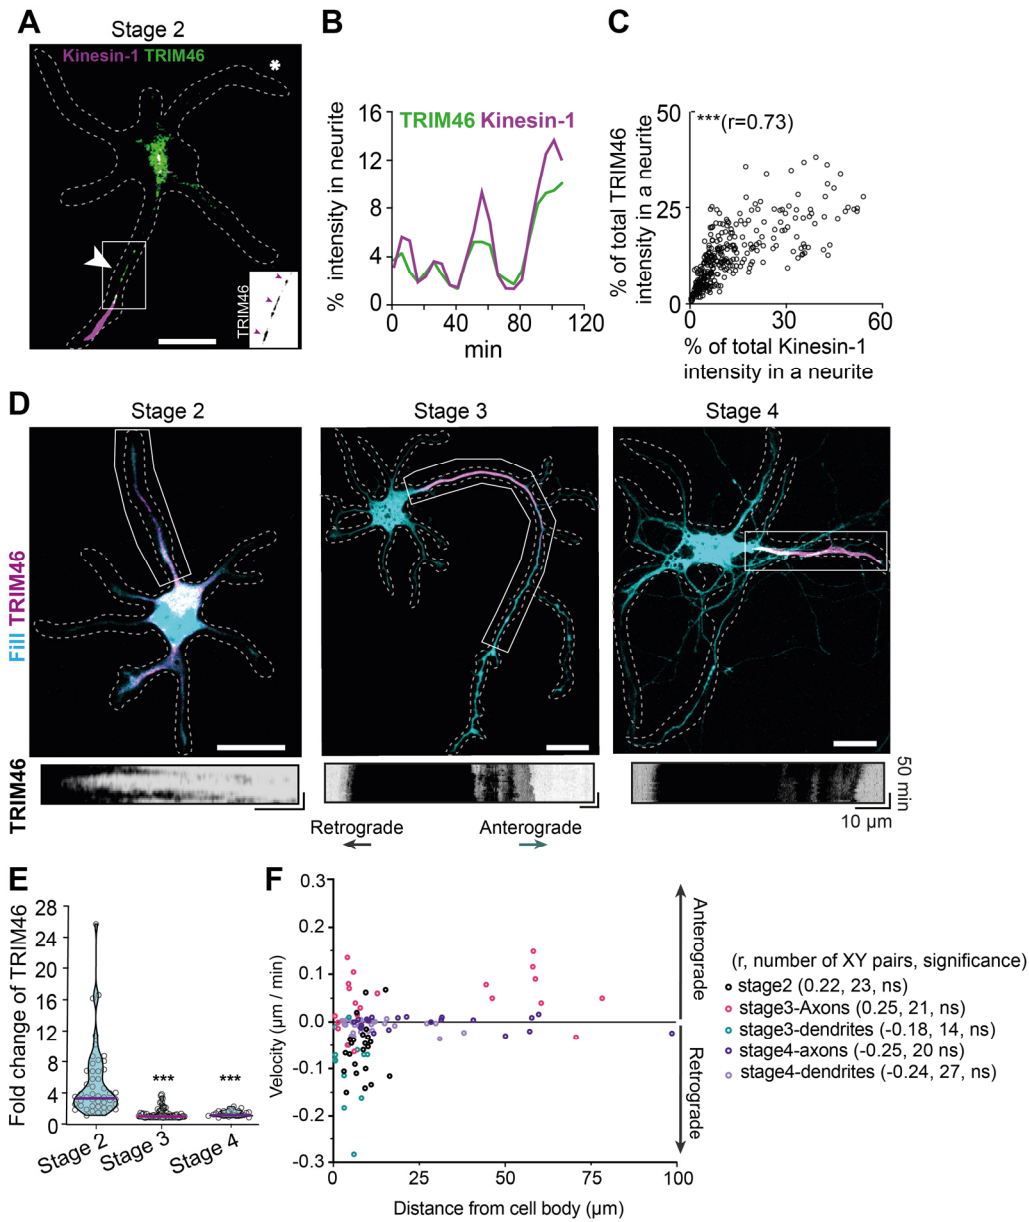 A
Stage 2
Kinesin-1 TRIM46
*
TRIM46
B
16
12
8
4
0
% intensity in neurite
TRIM46 Kinesin-1
0
40
80
120
min
C
50
25
0
% of total TRIM46
intensity in a neurite
***(r=0.73)
0
30
60
% of total Kinesin-1
intensity in a neurite
D
Stage 2
Stage 3
Stage 4
Fill TRIM46
TRIM46
50 min
10 µm
Retrograde
Anterograde
E
Fold change of TRIM46
28
24
20
16
12
8
4
0
***
***
Stage 2
Stage 3
Stage 4
F
Velocity (µm / min)
0.3
0.2
0.1
0.0
-0.1
-0.2
-0.3
0
25
50
75
100
Distance from cell body (µm)
Anterograde
Retrograde
(r, number of XY pairs, significance)
stage2 (0.22, 23, ns)
stage3-Axons (0.25, 21, ns)
stage3-dendrites (-0.18, 14, ns)
stage4-axons (-0.25, 20 ns)
stage4-dendrites (-0.24, 27, ns)